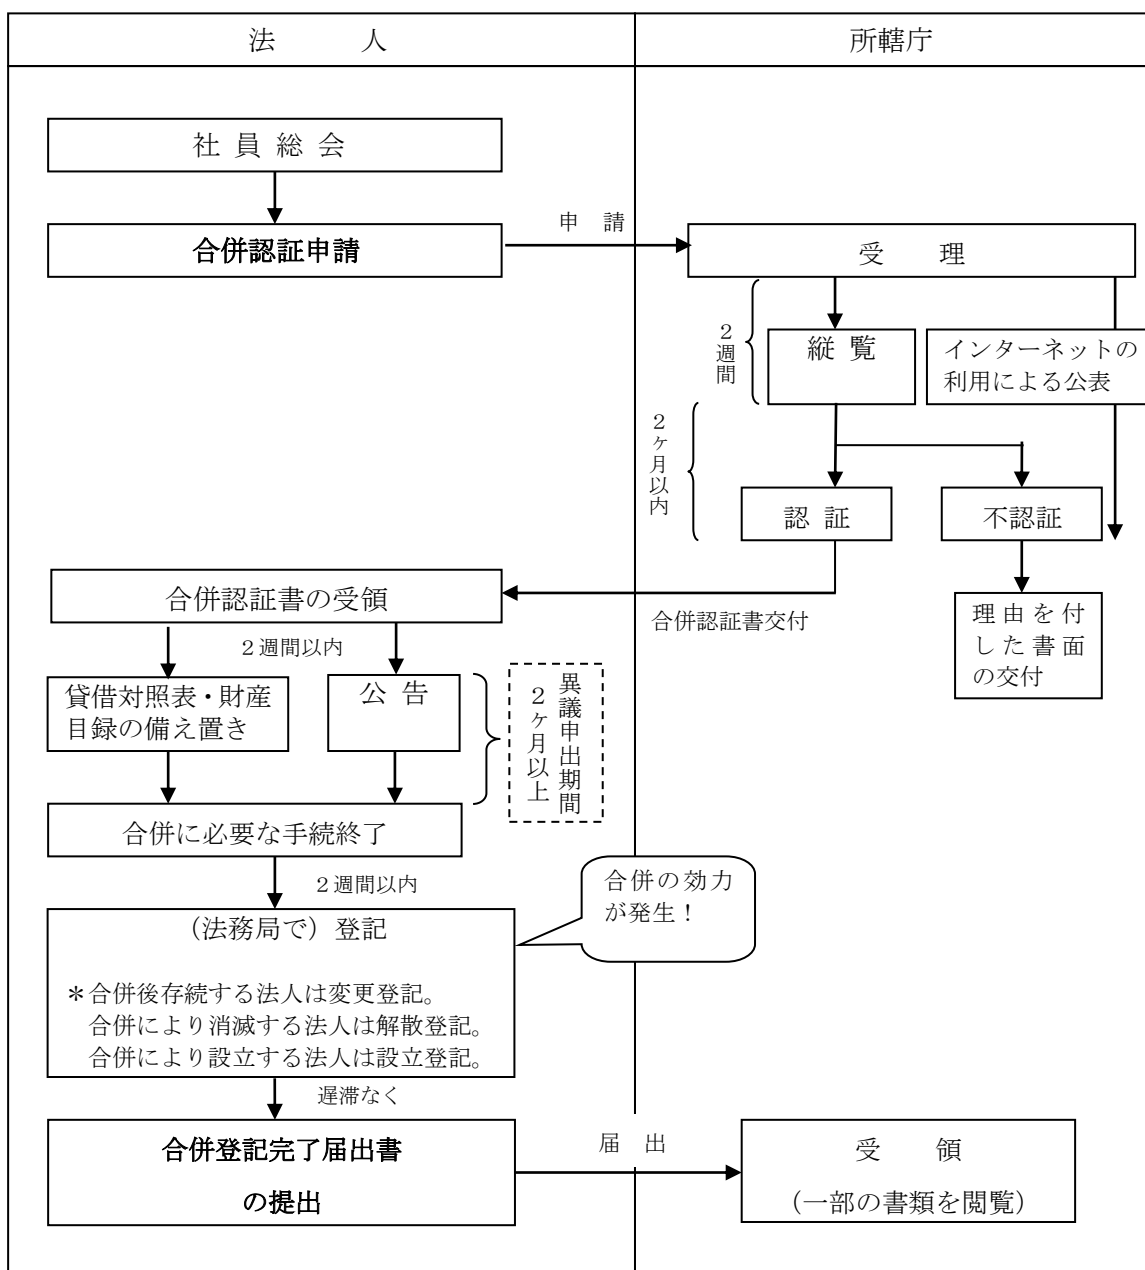 法　　　人
所轄庁
社 員 総 会
合併認証申請
申　請
受　　理
２週間
縦 覧
インターネットの
利用による公表
２ヶ月以内
認 証
不認証
合併認証書の受領
合併認証書交付
理由を付
した書面
の交付
２週間以内
貸借対照表・財産
目録の備え置き
公 告
異議申出期間
２ヶ月以上
合併に必要な手続終了
２週間以内
合併の効力
が発生！
（法務局で）登記
＊合併後存続する法人は変更登記。
合併により消滅する法人は解散登記。
合併により設立する法人は設立登記。
遅滞なく
合併登記完了届出書
の提出
届　出
受　　領
（一部の書類を閲覧）